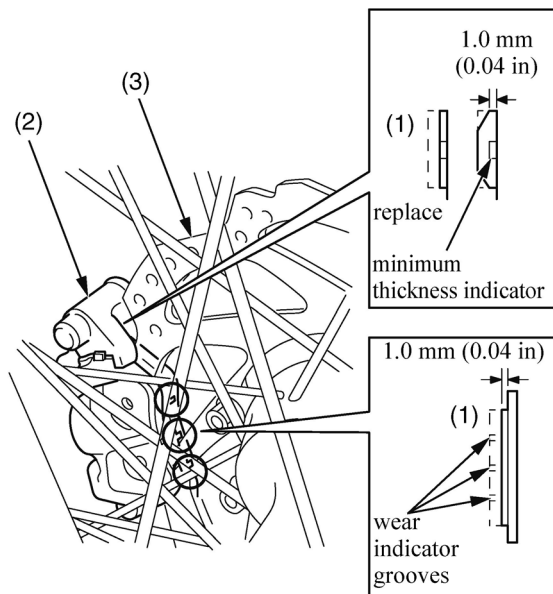 (3)
(2)
1.0 mm
(0.04 in)
(1)
replace
minimum
thickness indicator
1.0 mm (0.04 in)
(1)
wear
indicator
grooves